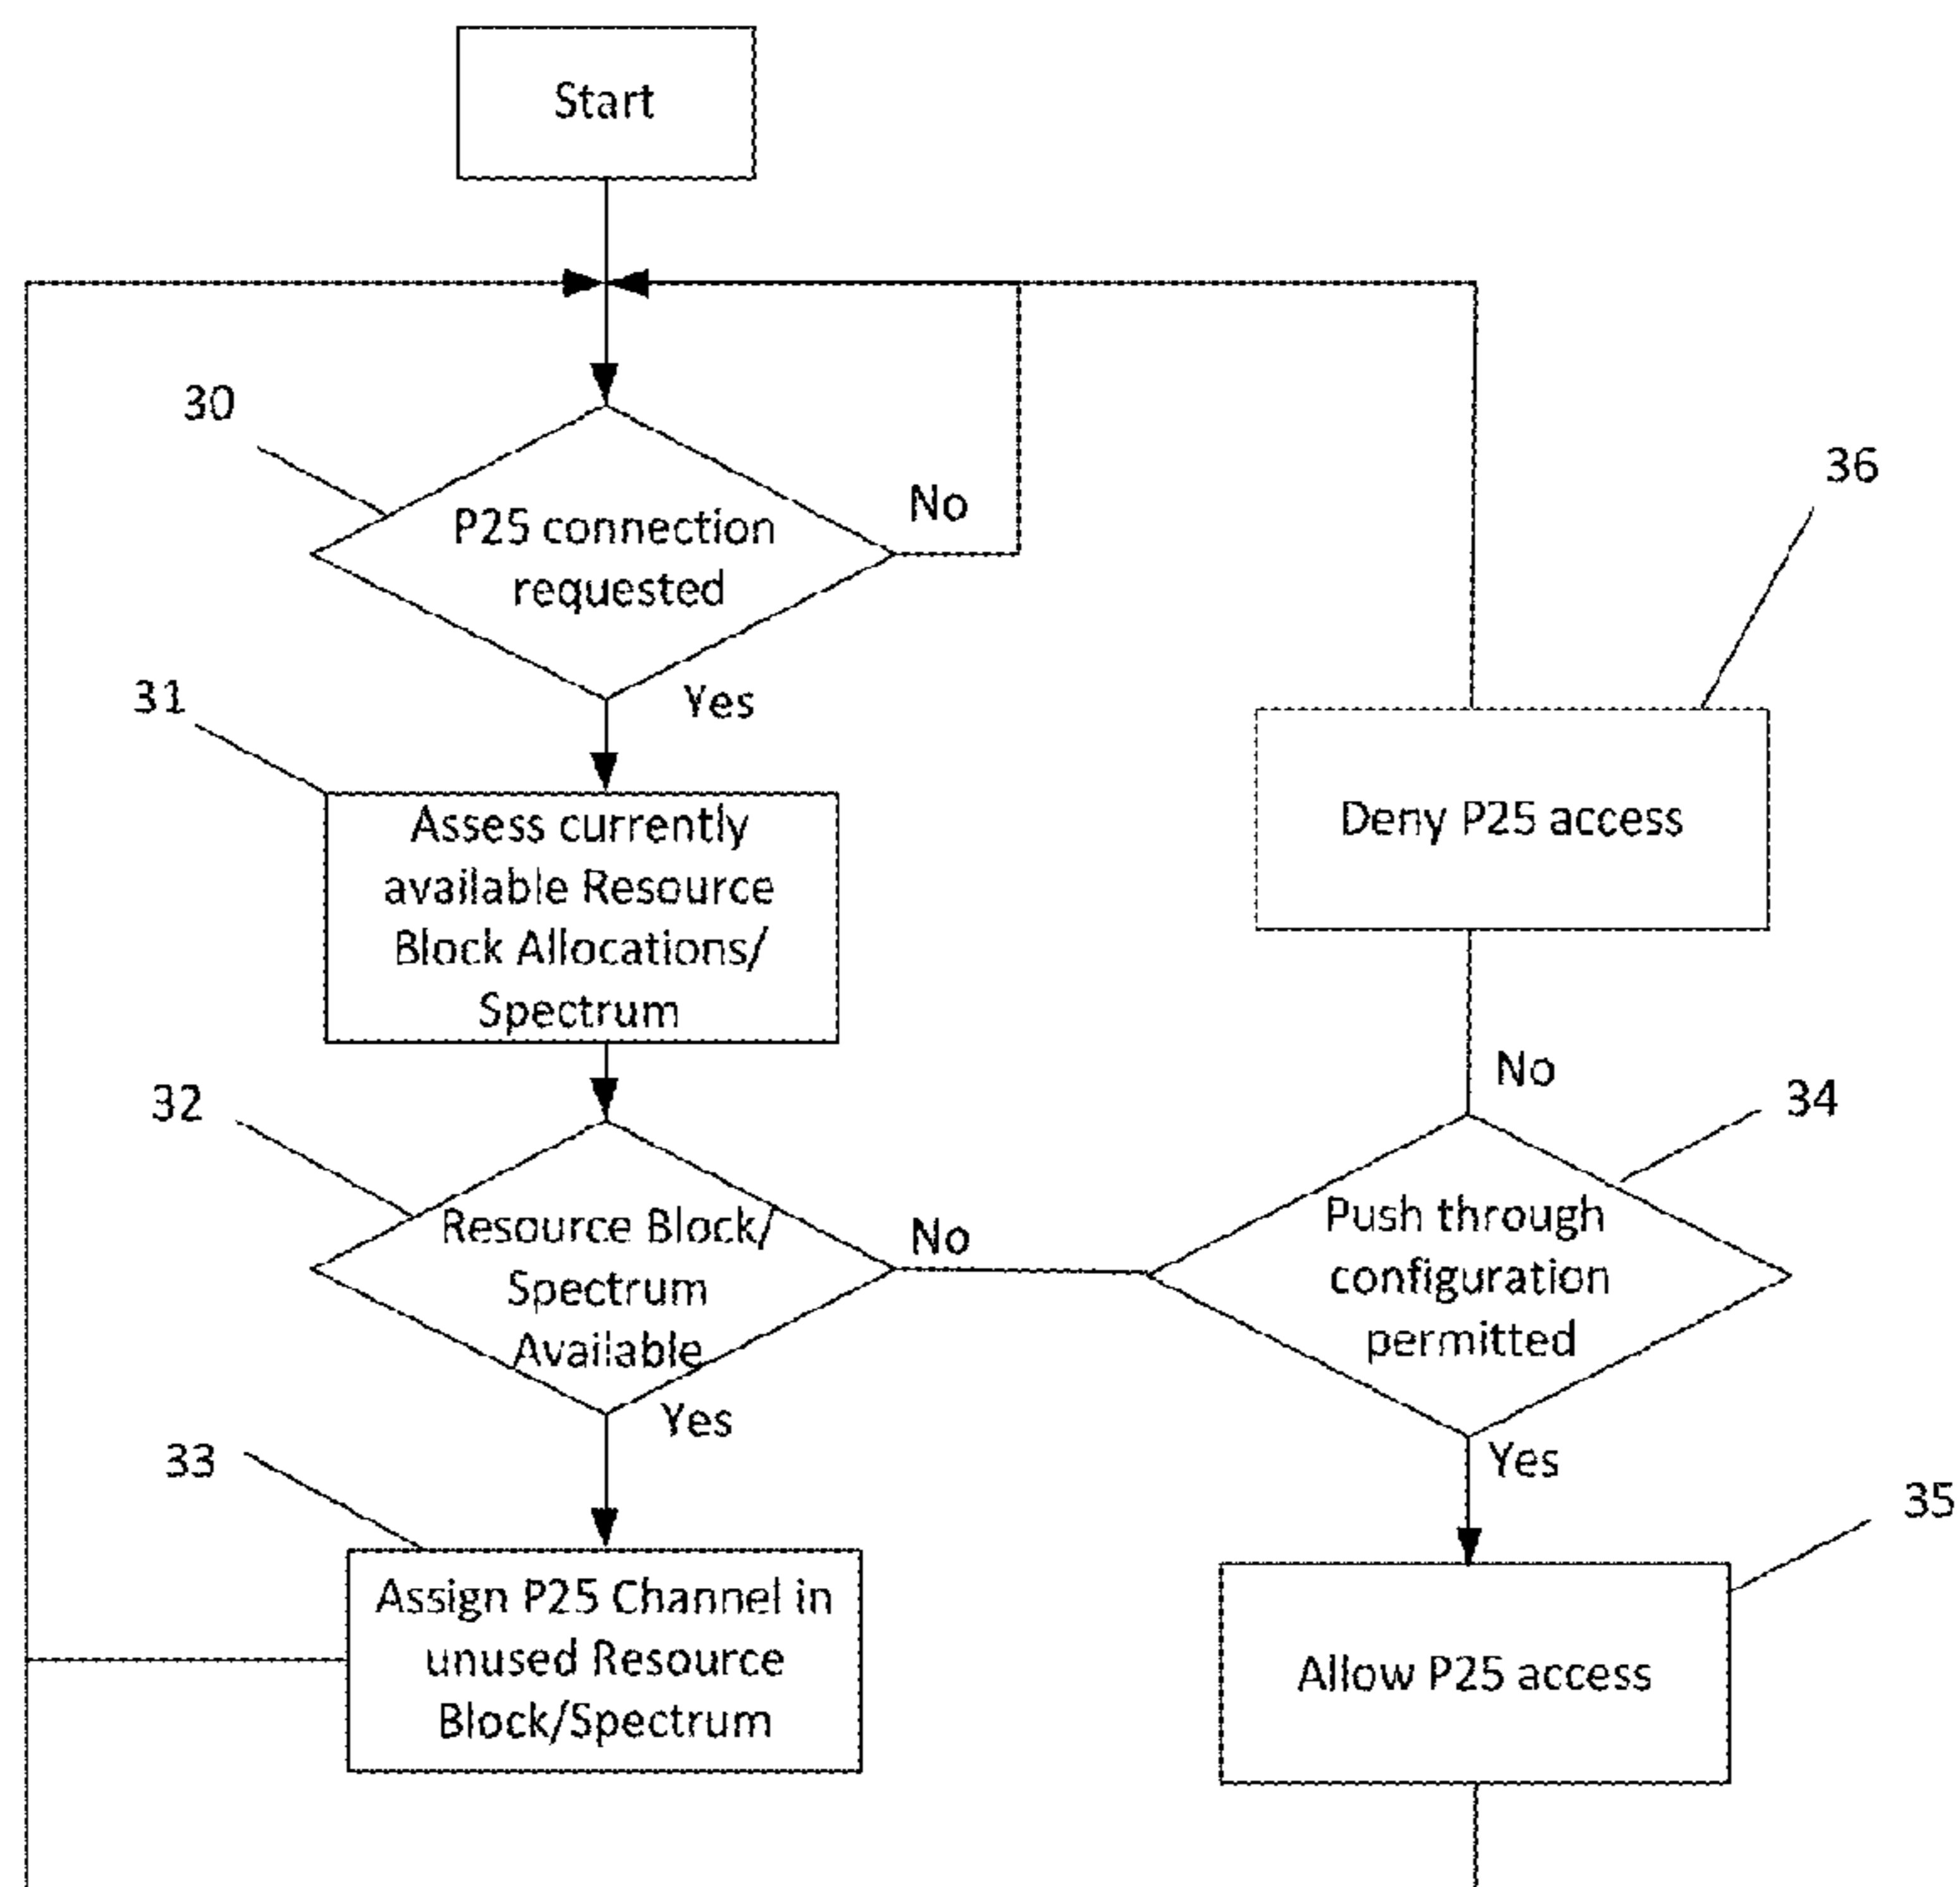 Start
30
P25 connection
requested
No
Yes
31
Assess currently
available Resource
Block Allocations/
Spectrum
36
Deny P25 access
No
32
Resource Block/
Spectrum
Available
No
Yes
34
Push through
configuration
permitted
Yes
33
Assign P25 Channel in
unused Resource
Block/Spectrum
35
Allow P25 access